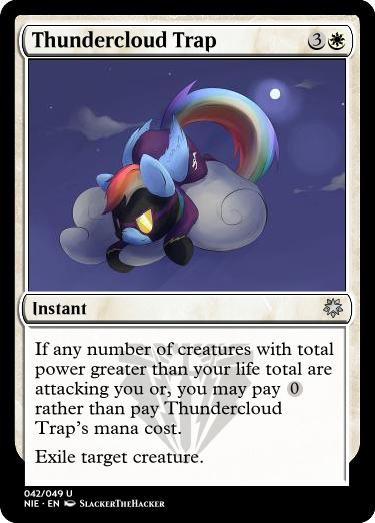 Thundercloud Trap 3
Instant
If any number of creatures with total
power greater than your life total are
attacking you or, you may pay 0
rather than pay Thundercloud
Trap's mana cost.
Exile target creature.
042/049 U
NIE · EN SlackerTheHacker